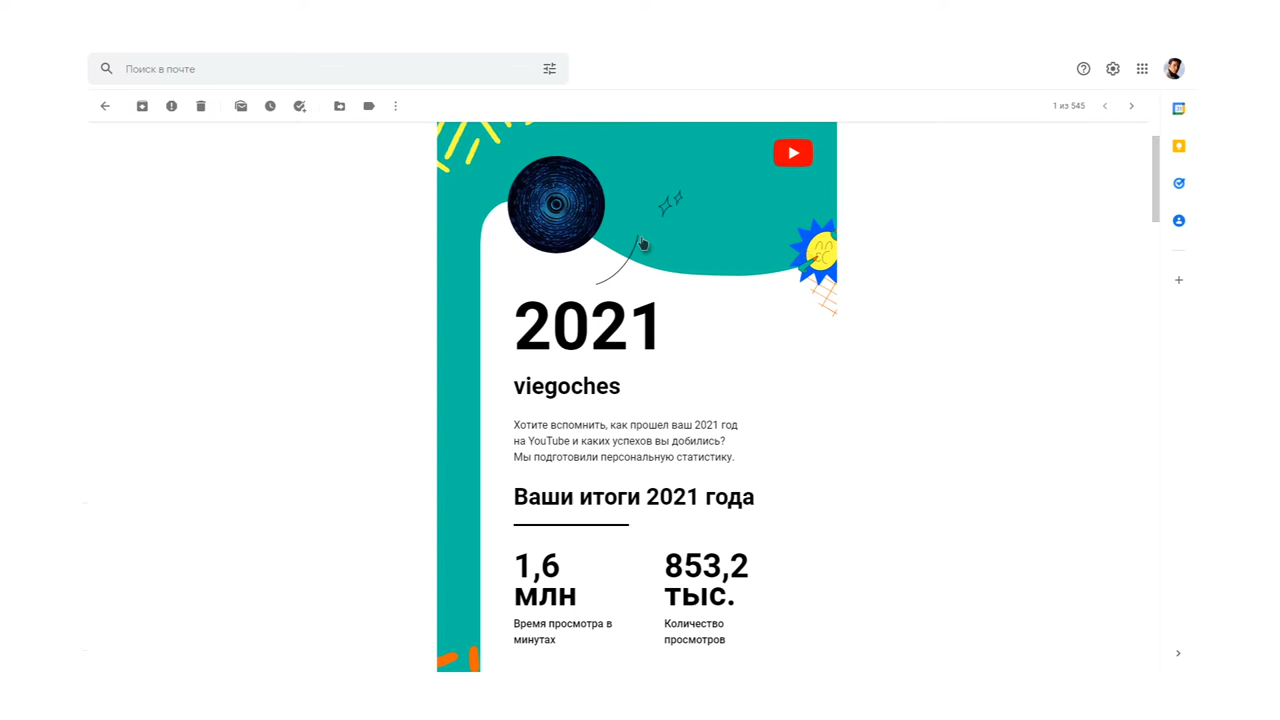 Поиск в почте
1 из 545
2021
viegoches
Хотите вспомнить, как прошел ваш 2021 год
на YouTube и каких успехов вы добились?
Мы подготовили персональную статистику.
Ваши итоги 2021 года
1,6
млн
Время просмотра в
минутах
853,2
тыс.
Количество
просмотров